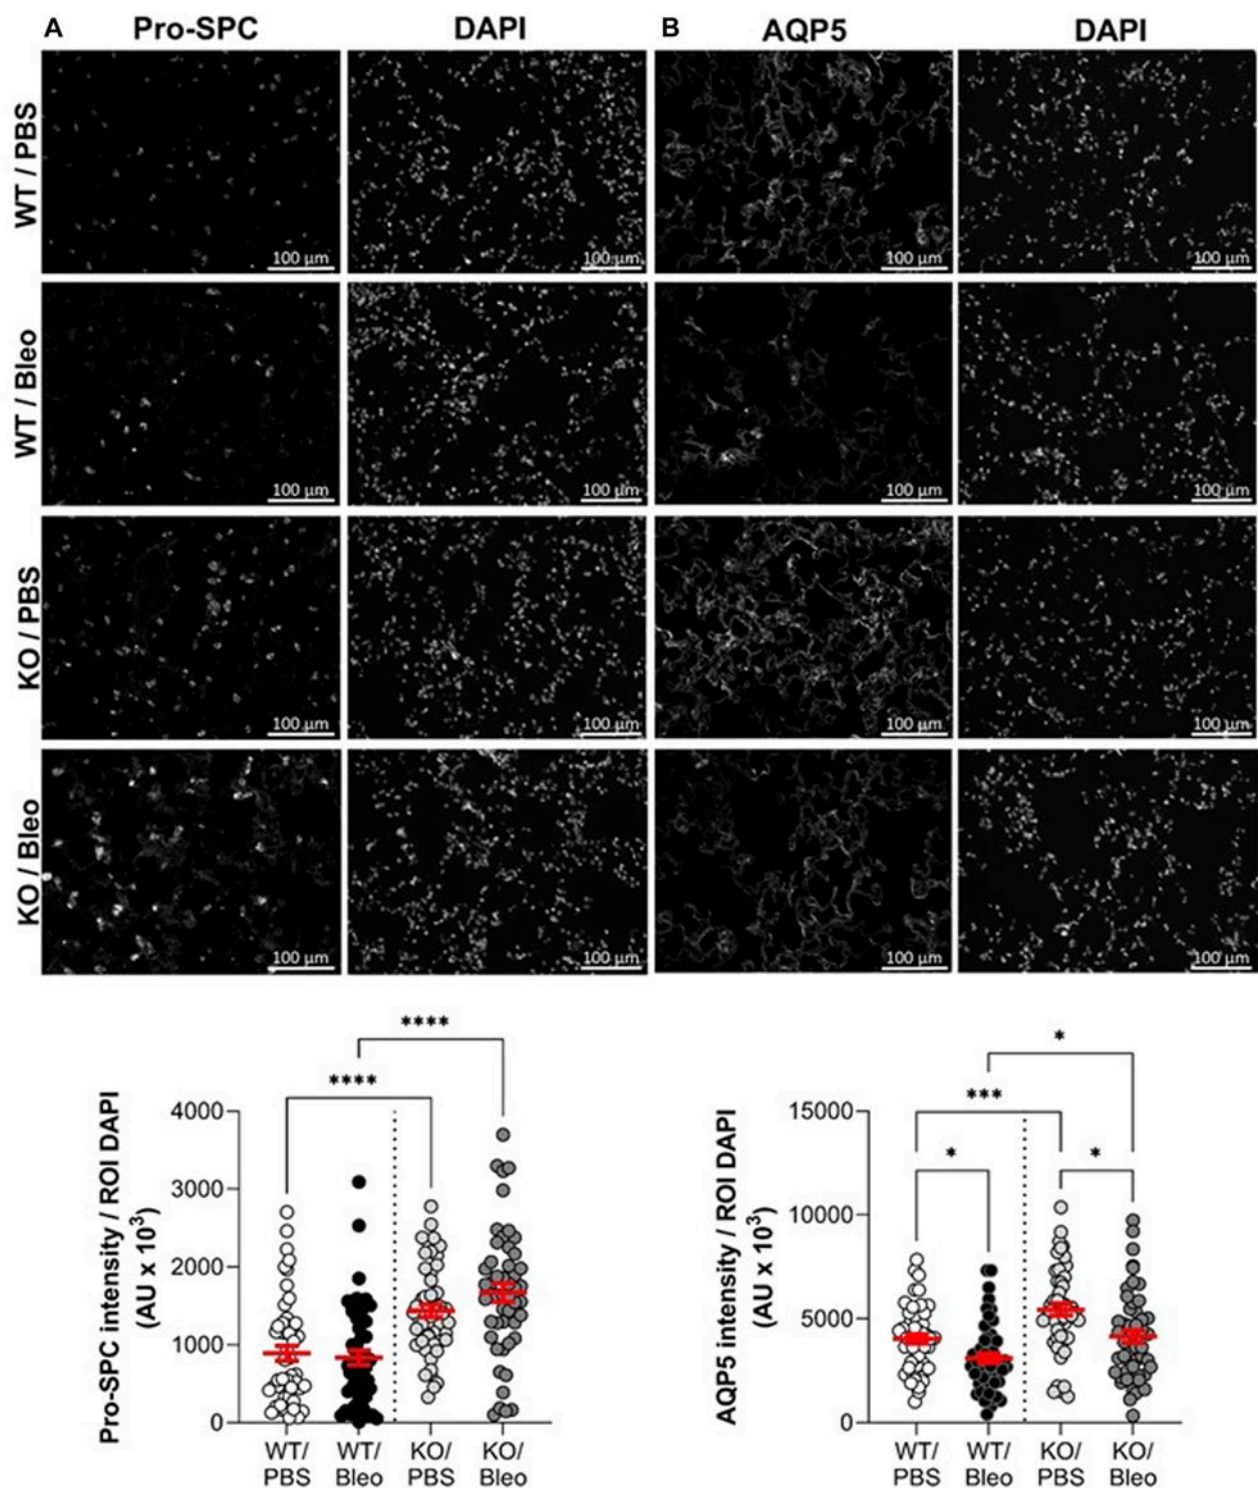 A Pro-SPC DAPI B AQP5 DAPI
WT / PBS
100 µm 100 µm 100 µm 100 µm
WT / Bleo
100 µm 100 µm 100 µm 100 µm
KO / PBS
100 µm 100 µm 100 µm 100 µm
KO / Bleo
100 µm 100 µm 100 µm 100 µm
Pro-SPC intensity / ROI DAPI
(AU x 10³)
****
****
4000
3000
2000
1000
0
WT/ WT/ KO/ KO/
PBS Bleo PBS Bleo
AQP5 intensity / ROI DAPI
(AU x 10³)
*
***
* *
15000
10000
5000
0
WT/ WT/ KO/ KO/
PBS Bleo PBS Bleo